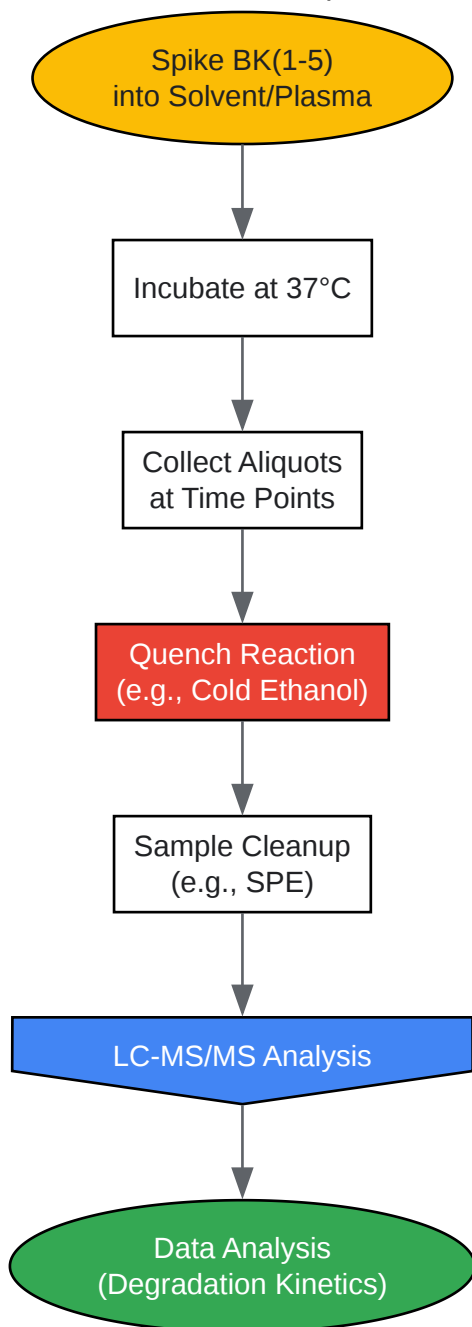 Spike BK(1-5)
into Solvent/Plasma
Incubate at 37°C
Collect Aliquots
at Time Points
Quench Reaction
(e.g., Cold Ethanol)
Sample Cleanup
(e.g., SPE)
LC-MS/MS Analysis
Data Analysis
(Degradation Kinetics)